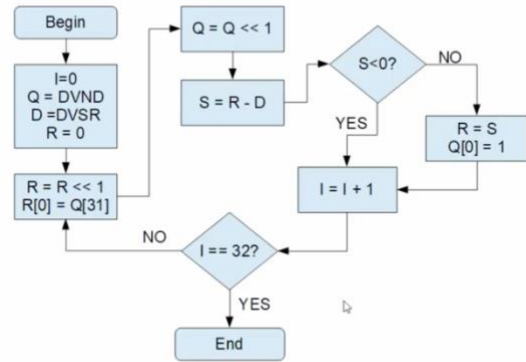 Begin
I=0
Q = DVND
D =DVSR
R = 0
R = R << 1
R[0] = Q[31]
Q = Q << 1
S = R - D
S<0?
NO
YES
R = S
Q[0] = 1
I = I + 1
I == 32?
NO
YES
End